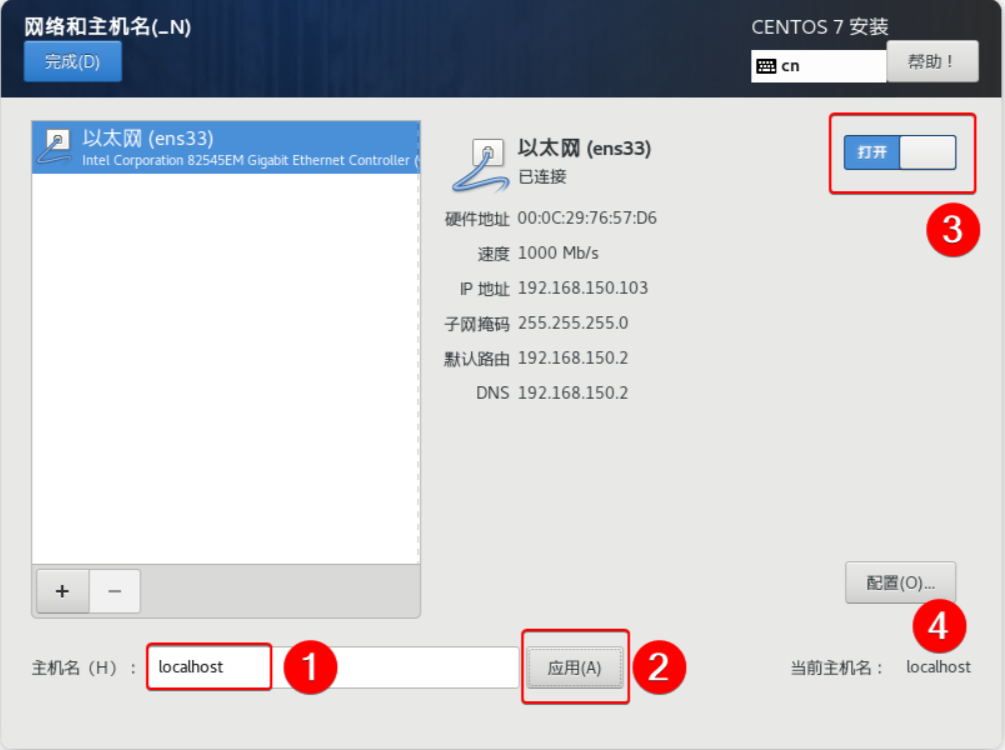 网络和主机名(_N)
CENTOS 7 安装
完成(D)
cn
帮助！
以太网 (ens33)
Intel Corporation 82545EM Gigabit Ethernet Controller (
以太网 (ens33)
已连接
打开
3
硬件地址 00:0C:29:76:57:D6
速度 1000 Mb/s
IP 地址 192.168.150.103
子网掩码 255.255.255.0
默认路由 192.168.150.2
DNS 192.168.150.2
+ −
配置(O)...
4
主机名（H）： localhost
1
应用(A)
2
当前主机名： localhost